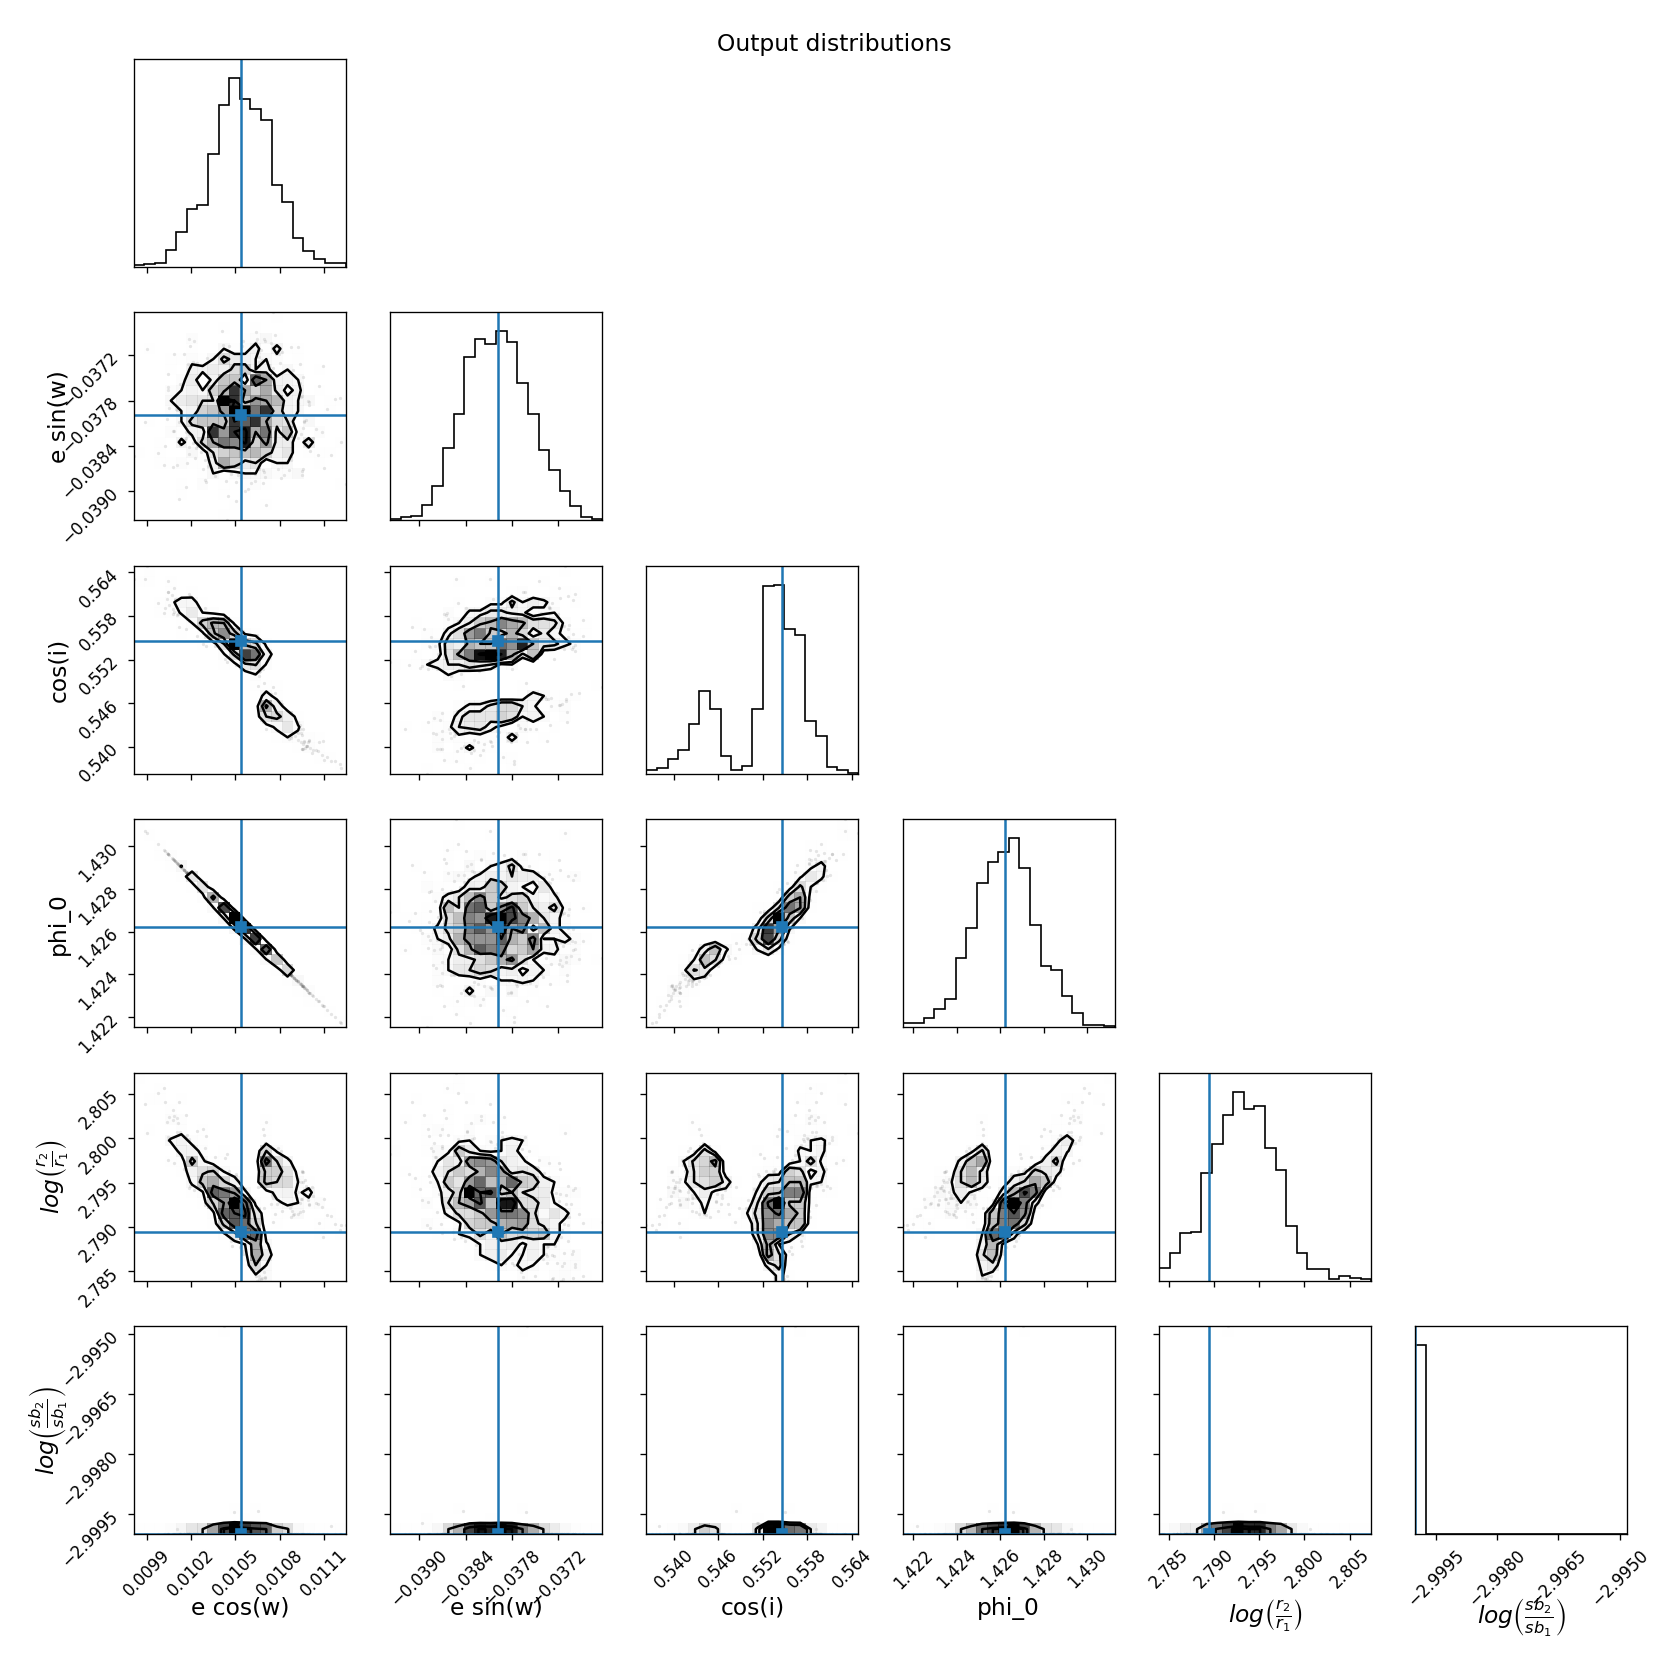 Output distributions
e sin(w)
−0.0372
−0.0378
−0.0384
−0.0390
cos(i)
0.564
0.558
0.552
0.546
0.540
phi_0
1.430
1.428
1.426
1.424
1.422
log(r2/r1)
2.805
2.800
2.795
2.790
2.785
log(sb2/sb1)
−2.9950
−2.9965
−2.9980
−2.9995
0.0099 0.0102 0.0105 0.0108 0.0111
e cos(w)
−0.0390 −0.0384 −0.0378 −0.0372
e sin(w)
0.540 0.546 0.552 0.558 0.564
cos(i)
1.422 1.424 1.426 1.428 1.430
phi_0
2.785 2.790 2.795 2.800 2.805
log(r2/r1)
−2.9995 −2.9980 −2.9965 −2.9950
log(sb2/sb1)